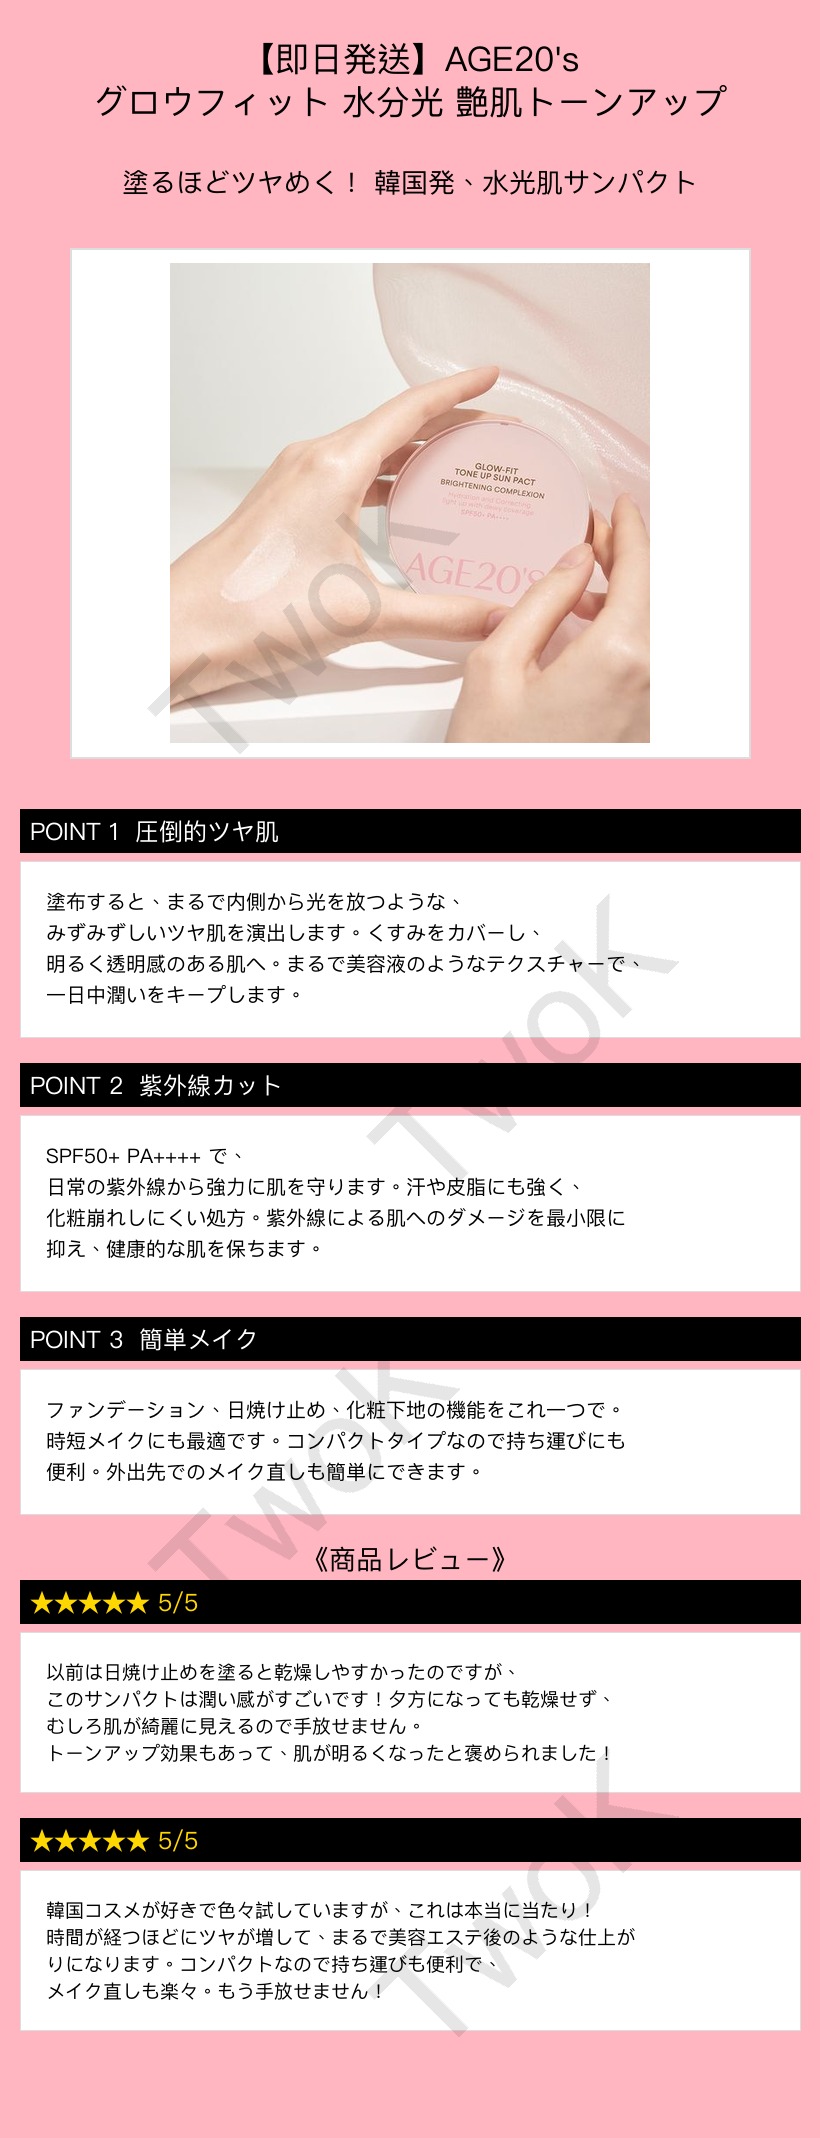 【即日発送】AGE20's
グロウフィット 水分光 艶肌トーンアップ
塗るほどツヤめく！ 韓国発、水光肌サンパクト
GLOW-FIT
TONE UP SUN PACT
BRIGHTENING COMPLEXION
Hydration and Correcting
light up with dewy coverage.
SPF50+ PA++++
AGE20'S
TwoK
POINT 1 圧倒的ツヤ肌
塗布すると、まるで内側から光を放つような、
みずみずしいツヤ肌を演出します。くすみをカバーし、
明るく透明感のある肌へ。まるで美容液のようなテクスチャーで、
一日中潤いをキープします。
TwoK
POINT 2 紫外線カット
SPF50+ PA++++ で、
日常の紫外線から強力に肌を守ります。汗や皮脂にも強く、
化粧崩れしにくい処方。紫外線による肌へのダメージを最小限に
抑え、健康的な肌を保ちます。
POINT 3 簡単メイク
ファンデーション、日焼け止め、化粧下地の機能をこれ一つで。
時短メイクにも最適です。コンパクトタイプなので持ち運びにも
便利。外出先でのメイク直しも簡単にできます。
TwoK
《商品レビュー》
★★★★★ 5/5
以前は日焼け止めを塗ると乾燥しやすかったのですが、
このサンパクトは潤い感がすごいです！夕方になっても乾燥せず、
むしろ肌が綺麗に見えるので手放せません。
トーンアップ効果もあって、肌が明るくなったと褒められました！
★★★★★ 5/5
韓国コスメが好きで色々試していますが、これは本当に当たり！
時間が経つほどにツヤが増して、まるで美容エステ後のような仕上が
りになります。コンパクトなので持ち運びも便利で、
メイク直しも楽々。もう手放せません！
TwoK